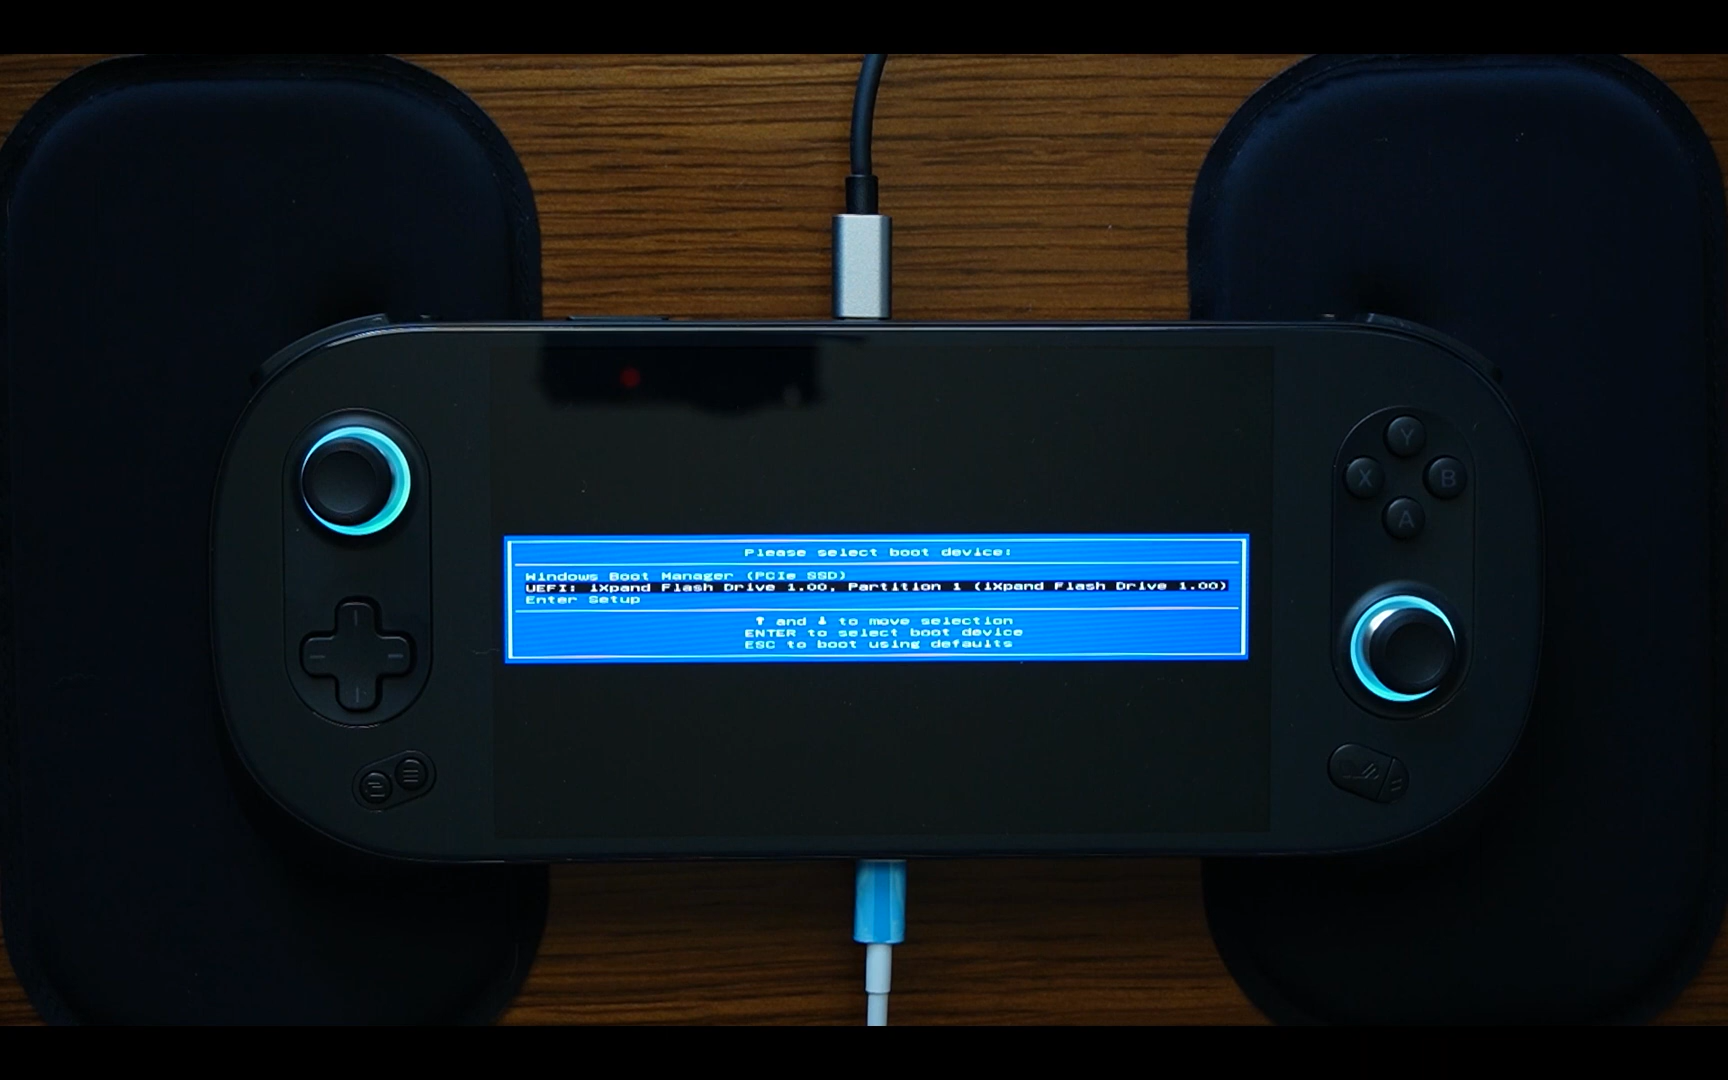 Please select boot device:
Windows Boot Manager (PCIe SSD)
UEFI: iXpand Flash Drive 1.00, Partition 1 (iXpand Flash Drive 1.00)
Enter Setup
↑ and ↓ to move selection
ENTER to select boot device
ESC to boot using defaults
Y
X
B
A